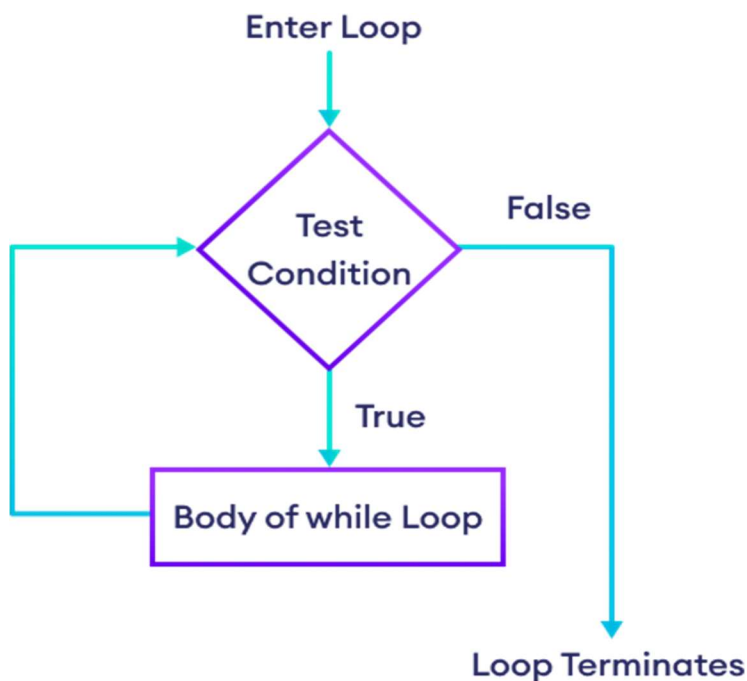 Enter Loop
Test
Condition
False
True
Body of while Loop
Loop Terminates